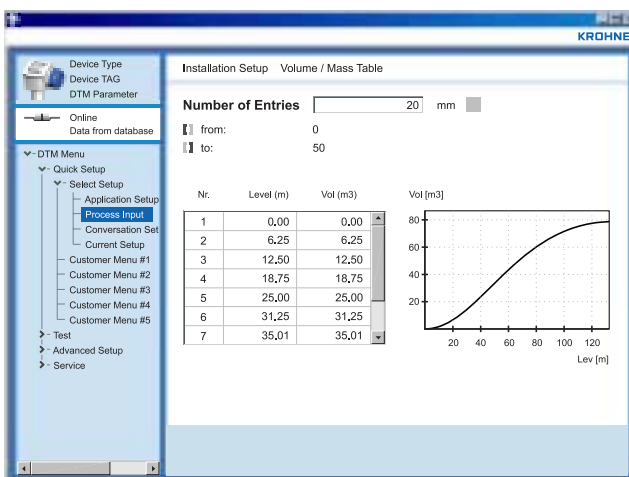 KROHNE
Device Type
Device TAG
DTM Parameter
Online
Data from database
DTM Menu
Quick Setup
Select Setup
Application Setup
Process Input
Conversation Set
Current Setup
Customer Menu #1
Customer Menu #2
Customer Menu #3
Customer Menu #4
Customer Menu #5
Test
Advanced Setup
Service
Installation Setup Volume / Mass Table
Number of Entries 20 mm
from: 0
to: 50
Nr. Level (m) Vol (m3)
1 0.00 0.00
2 6.25 6.25
3 12.50 12.50
4 18.75 18.75
5 25.00 25.00
6 31.25 31.25
7 35.01 35.01
Vol [m3]
80
60
40
20
20 40 60 80 100 120
Lev [m]